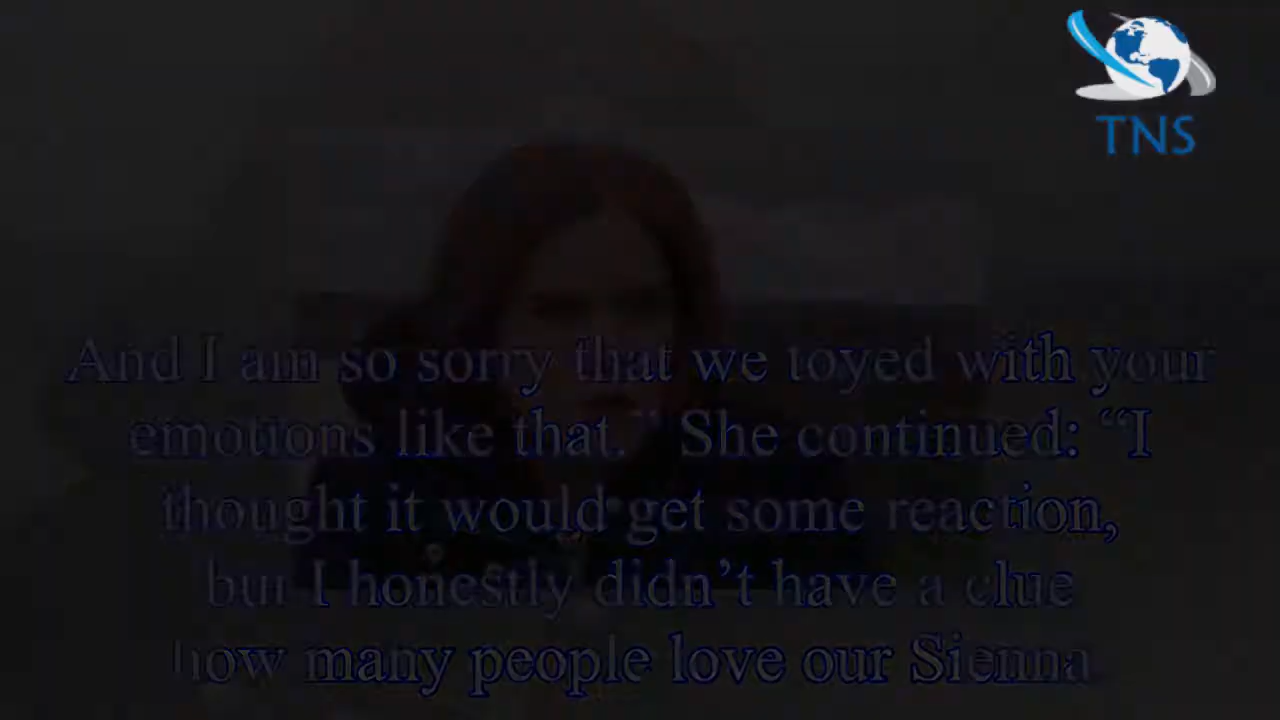 TNS
And I am so sorry that we toyed with your
emotions like that.” She continued: “I
thought it would get some reaction,
but I honestly didn’t have a clue
how many people love our Sienna.